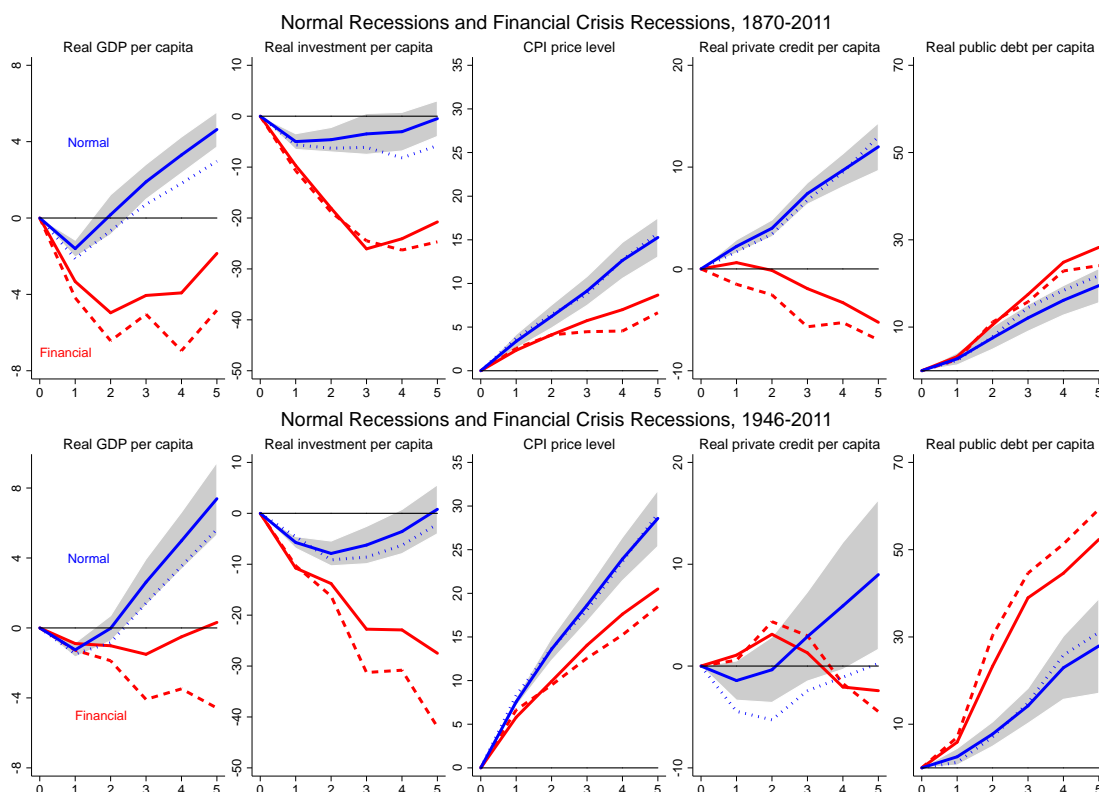 Normal Recessions and Financial Crisis Recessions, 1870-2011
Real GDP per capita
Real investment per capita
CPI price level
Real private credit per capita
Real public debt per capita
8
4
0
-4
-8
Normal
Financial
0 1 2 3 4 5
10
0
-10
-20
-30
-40
-50
0 1 2 3 4 5
35
30
25
20
15
10
5
0
0 1 2 3 4 5
20
10
0
-10
0 1 2 3 4 5
70
50
30
10
0 1 2 3 4 5
Normal Recessions and Financial Crisis Recessions, 1946-2011
Real GDP per capita
Real investment per capita
CPI price level
Real private credit per capita
Real public debt per capita
8
4
0
-4
-8
Normal
Financial
0 1 2 3 4 5
10
0
-10
-20
-30
-40
-50
0 1 2 3 4 5
35
30
25
20
15
10
5
0
0 1 2 3 4 5
20
10
0
-10
0 1 2 3 4 5
70
50
30
10
0 1 2 3 4 5